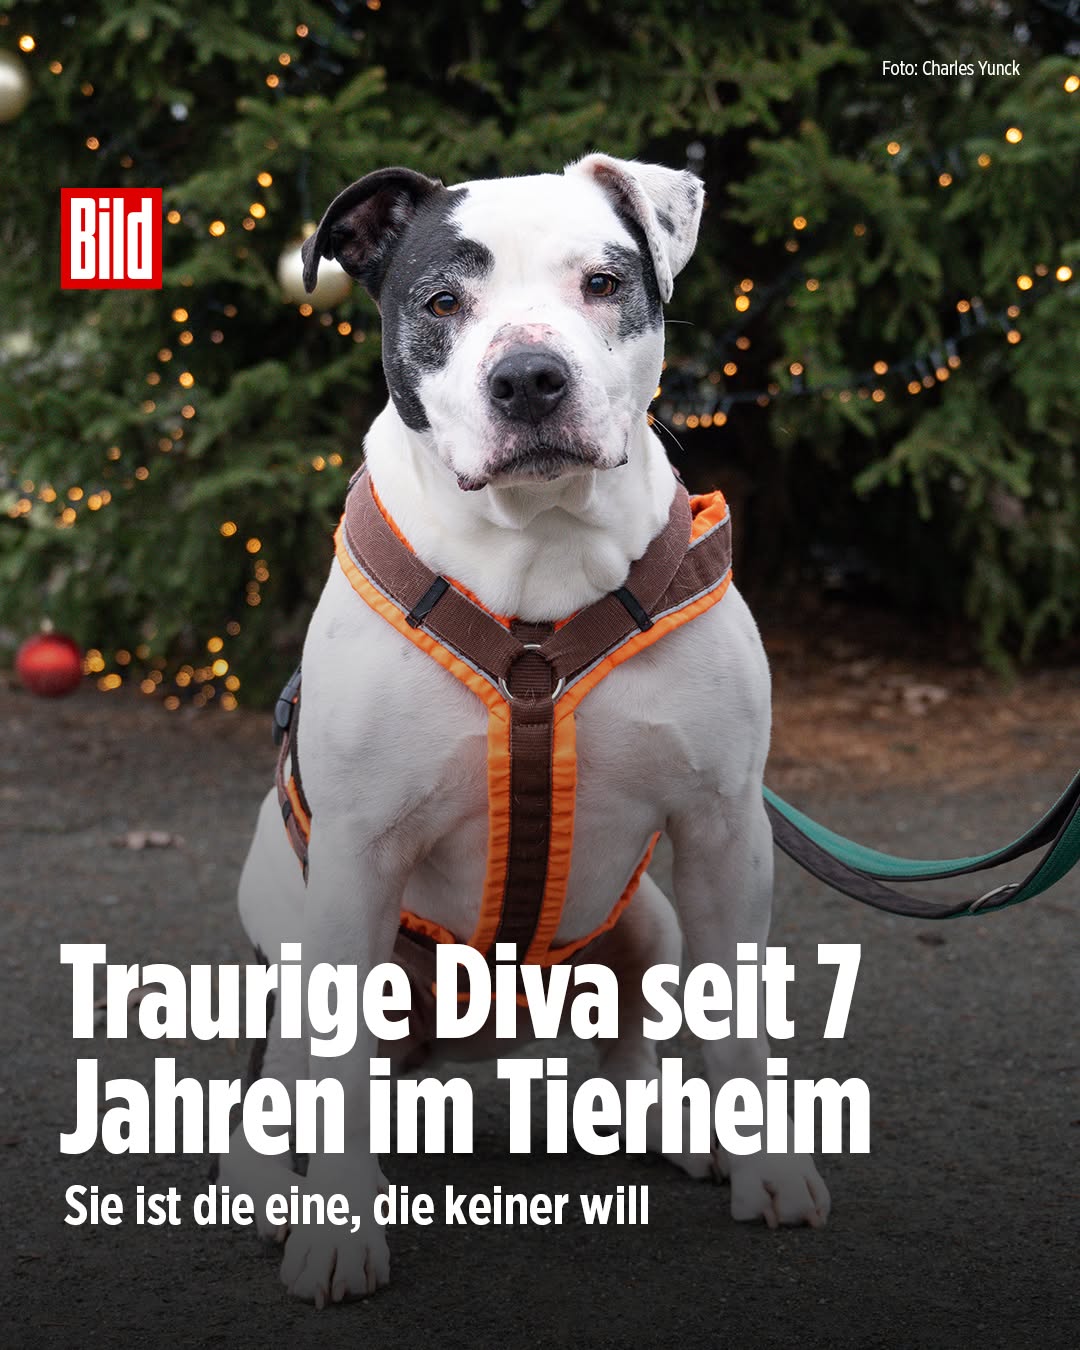 Foto: Charles Yunck
Bild
Traurige Diva seit 7
Jahren im Tierheim
Sie ist die eine, die keiner will